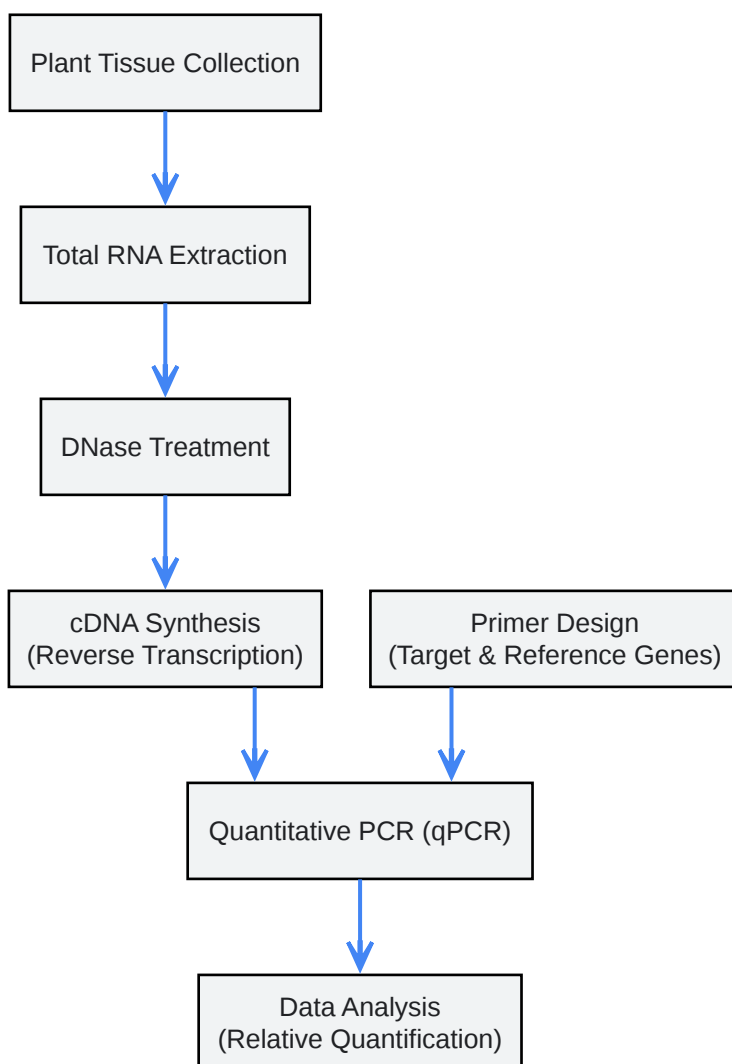 Plant Tissue Collection
Total RNA Extraction
DNase Treatment
cDNA Synthesis
(Reverse Transcription)
Primer Design
(Target & Reference Genes)
Quantitative PCR (qPCR)
Data Analysis
(Relative Quantification)